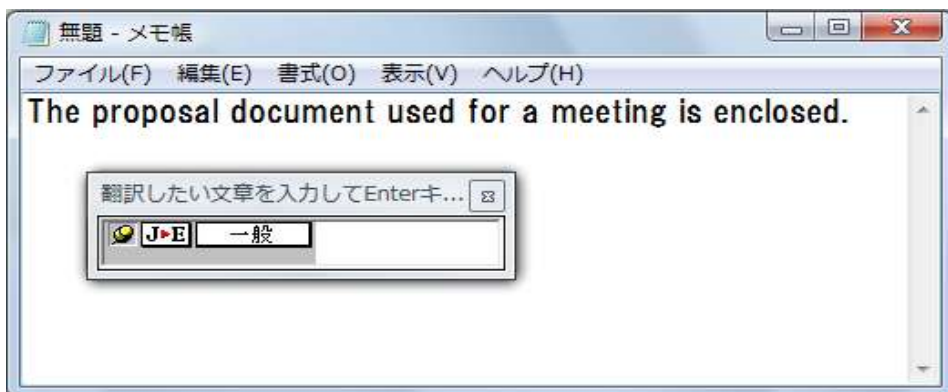 無題 - メモ帳
ファイル(F) 編集(E) 書式(O) 表示(V) ヘルプ(H)
The proposal document used for a meeting is enclosed.
翻訳したい文章を入力してEnterキ...
J▶E 一般